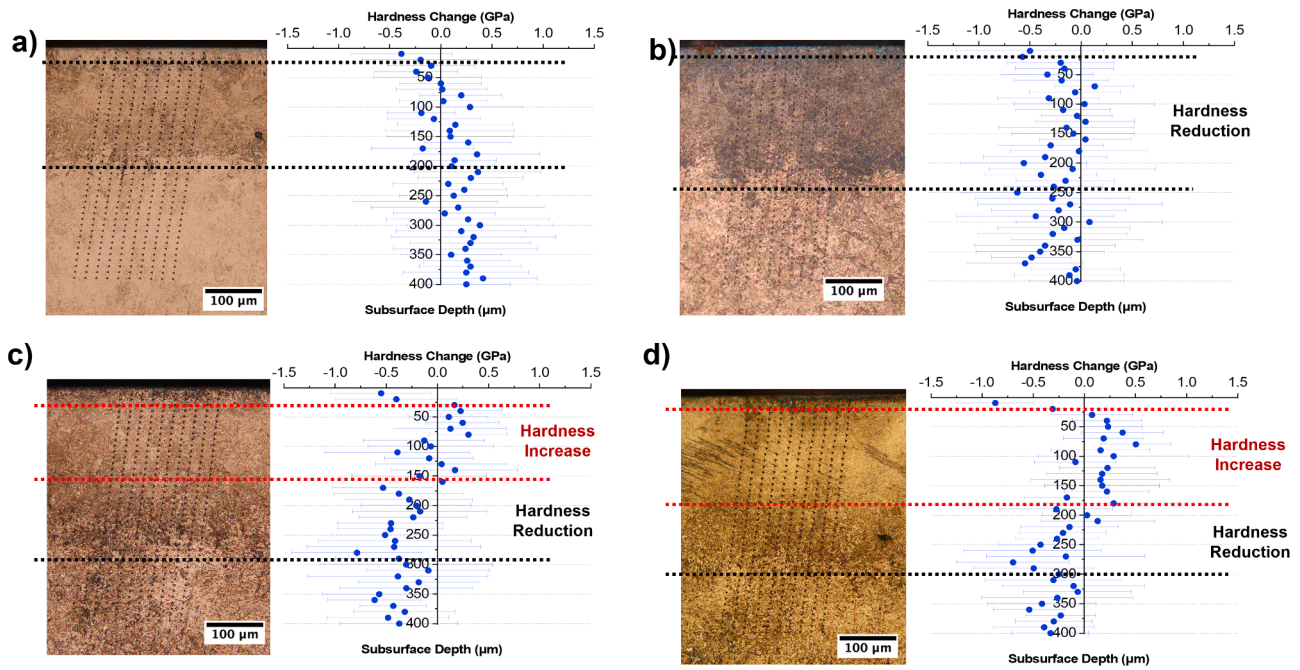 a)
Hardness Change (GPa)
-1.5 -1.0 -0.5 0.0 0.5 1.0 1.5
50
100
150
200
250
300
350
400
Subsurface Depth (µm)
100 µm
b)
Hardness Change (GPa)
-1.5 -1.0 -0.5 0.0 0.5 1.0 1.5
50
100
150
200
250
300
350
400
Hardness
Reduction
Subsurface Depth (µm)
100 µm
c)
Hardness Change (GPa)
-1.5 -1.0 -0.5 0.0 0.5 1.0 1.5
50
100
150
200
250
300
350
400
Hardness
Increase
Hardness
Reduction
Subsurface Depth (µm)
100 µm
d)
Hardness Change (GPa)
-1.5 -1.0 -0.5 0.0 0.5 1.0 1.5
50
100
150
200
250
300
350
400
Hardness
Increase
Hardness
Reduction
Subsurface Depth (µm)
100 µm